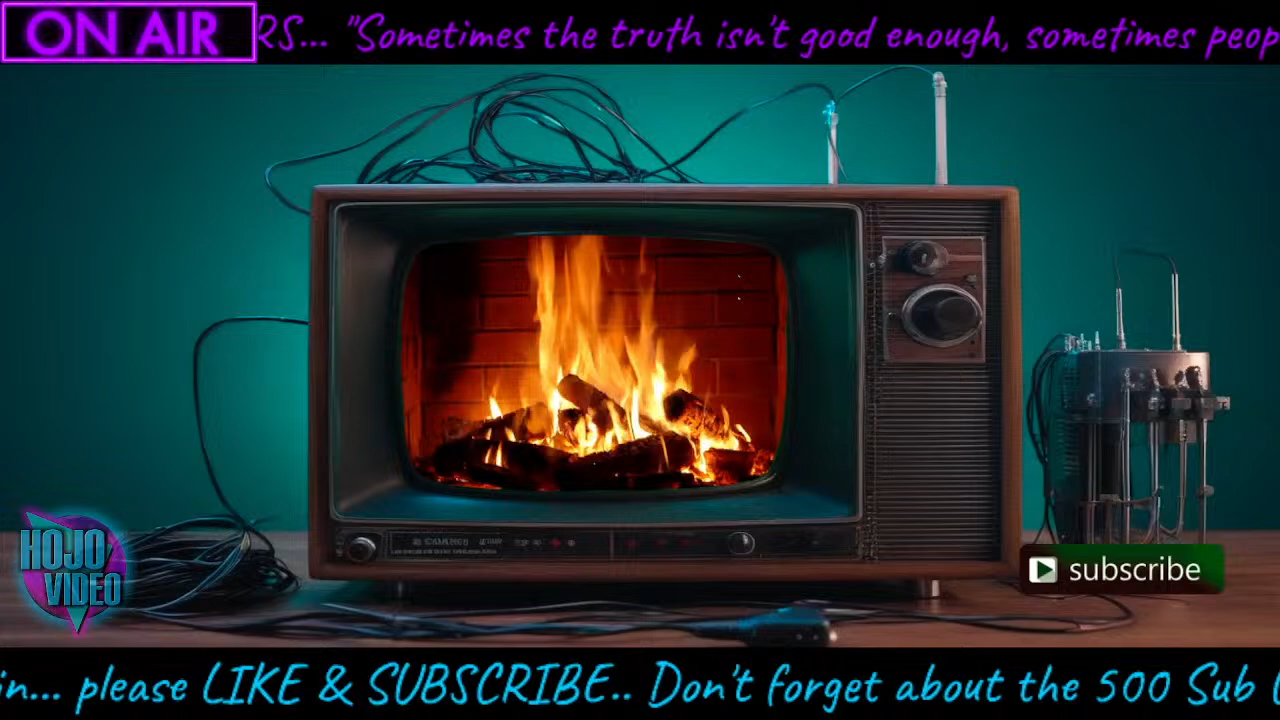 ON AIR
RS... "Sometimes the truth isn't good enough, sometimes peop
HOJO
VIDEO
subscribe
in... please LIKE & SUBSCRIBE.. Don't forget about the 500 Sub